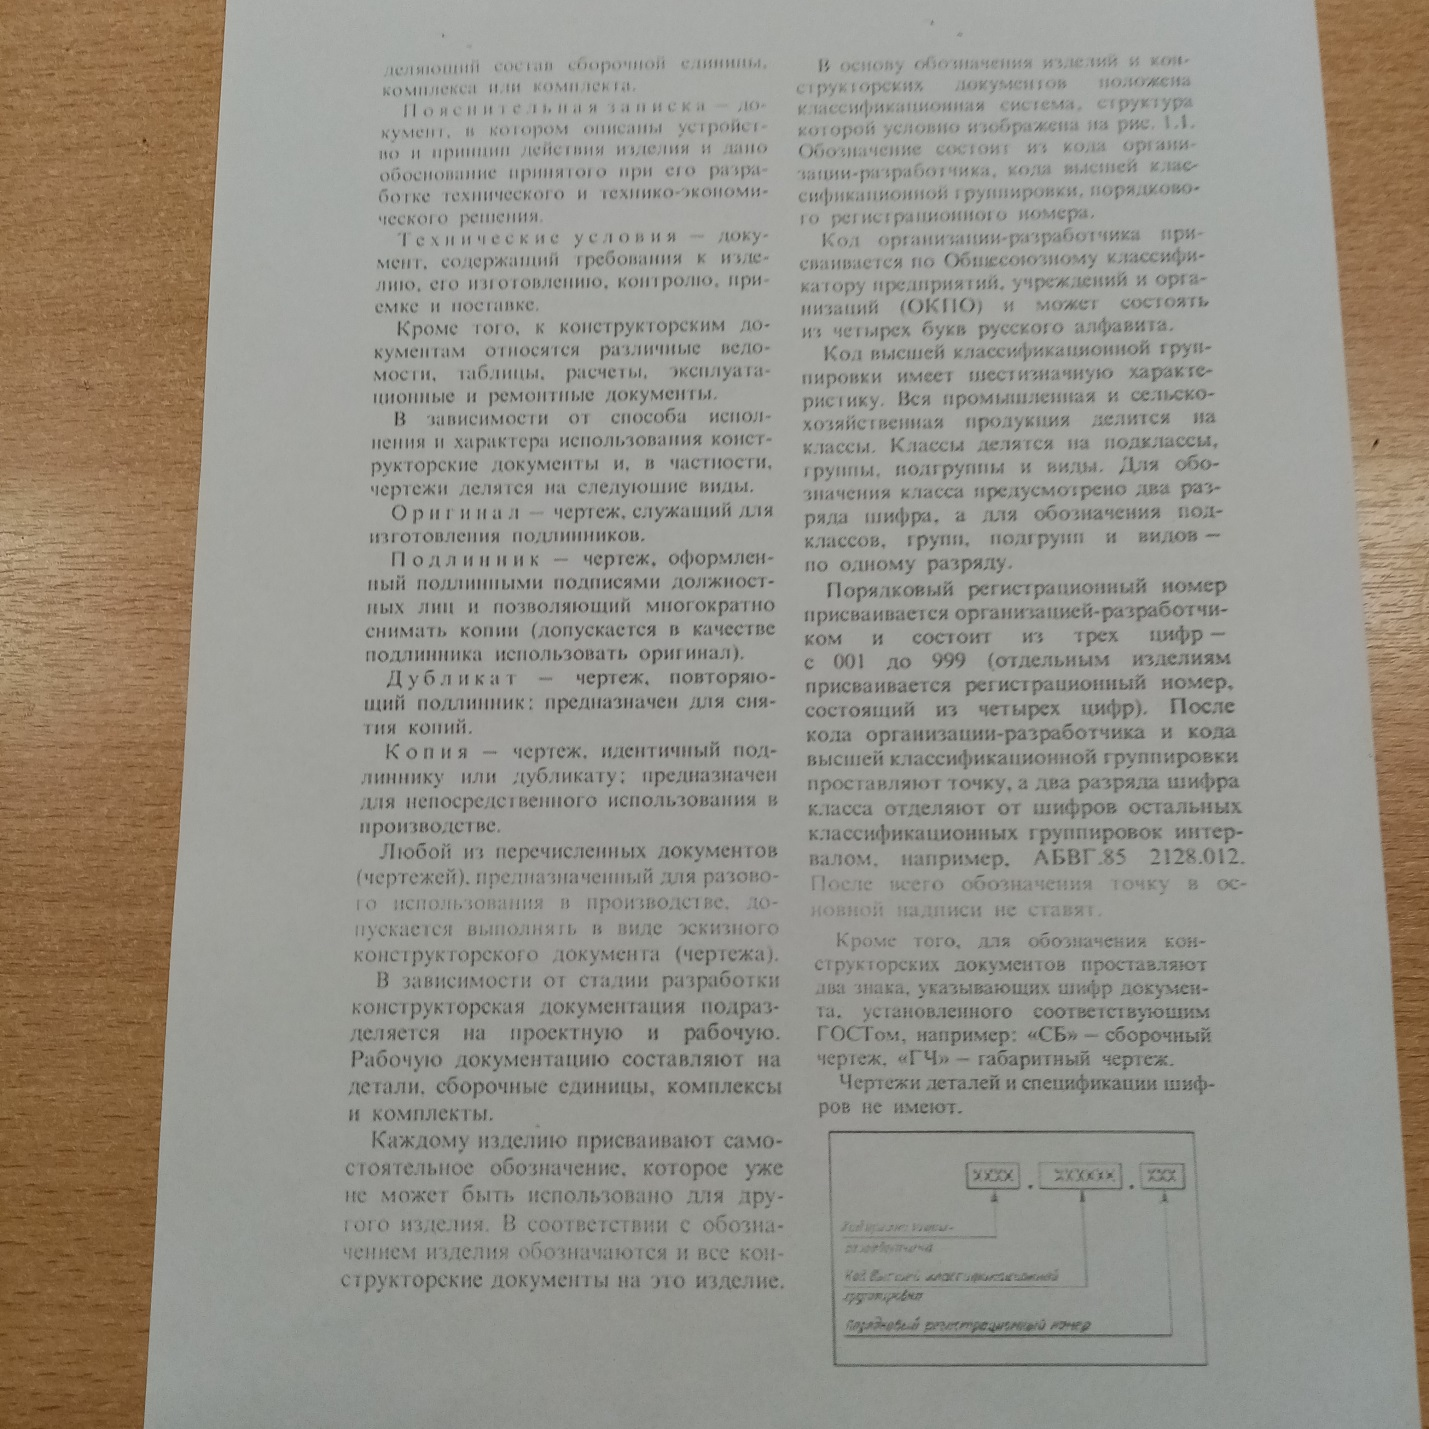 деляющий состав сборочной единицы,
комплекса или комплекта.
Пояснительная записка — до-
кумент, в котором описаны устройст-
во и принцип действия изделия и дано
обоснование принятого при его разра-
ботке технического и технико-экономи-
ческого решения.
Технические условия — доку-
мент, содержащий требования к изде-
лию, его изготовлению, контролю, при-
емке и поставке.
Кроме того, к конструкторским до-
кументам относятся различные ведо-
мости, таблицы, расчеты, эксплуата-
ционные и ремонтные документы.
В зависимости от способа испол-
нения и характера использования конст-
рукторские документы и, в частности,
чертежи делятся на следующие виды.
Оригинал — чертеж, служащий для
изготовления подлинников.
Подлинник — чертеж, оформлен-
ный подлинными подписями должност-
ных лиц и позволяющий многократно
снимать копии (допускается в качестве
подлинника использовать оригинал).
Дубликат — чертеж, повторяю-
щий подлинник; предназначен для сня-
тия копий.
Копия — чертеж, идентичный под-
линнику или дубликату; предназначен
для непосредственного использования в
производстве.
Любой из перечисленных документов
(чертежей), предназначенный для разово-
го использования в производстве, до-
пускается выполнять в виде эскизного
конструкторского документа (чертежа).
В зависимости от стадии разработки
конструкторская документация подраз-
деляется на проектную и рабочую.
Рабочую документацию составляют на
детали, сборочные единицы, комплексы
и комплекты.
Каждому изделию присваивают само-
стоятельное обозначение, которое уже
не может быть использовано для дру-
гого изделия. В соответствии с обозна-
чением изделия обозначаются и все кон-
структорские документы на это изделие.
В основу обозначения изделий и кон-
структорских документов положена
классификационная система, структура
которой условно изображена на рис. 1.1.
Обозначение состоит из кода органи-
зации-разработчика, кода высшей клас-
сификационной группировки, порядково-
го регистрационного номера.
Код организации-разработчика при-
сваивается по Общесоюзному классифи-
катору предприятий, учреждений и орга-
низаций (ОКПО) и может состоять
из четырех букв русского алфавита.
Код высшей классификационной груп-
пировки имеет шестизначную характе-
ристику. Вся промышленная и сельско-
хозяйственная продукция делится на
классы. Классы делятся на подклассы,
группы, подгруппы и виды. Для обо-
значения класса предусмотрено два раз-
ряда шифра, а для обозначения под-
классов, групп, подгрупп и видов —
по одному разряду.
Порядковый регистрационный номер
присваивается организацией-разработчи-
ком и состоит из трех цифр —
с 001 до 999 (отдельным изделиям
присваивается регистрационный номер,
состоящий из четырех цифр). После
кода организации-разработчика и кода
высшей классификационной группировки
проставляют точку, а два разряда шифра
класса отделяют от шифров остальных
классификационных группировок интер-
валом, например, АБВГ.85 2128.012.
После всего обозначения точку в ос-
новной надписи не ставят.
Кроме того, для обозначения кон-
структорских документов проставляют
два знака, указывающих шифр докумен-
та, установленного соответствующим
ГОСТом, например: «СБ» — сборочный
чертеж, «ГЧ» — габаритный чертеж.
Чертежи деталей и спецификации шиф-
ров не имеют.
XXXX . XXXXXX . XXX
Код организации-
разработчика
Код высшей классификационной
группировки
Порядковый регистрационный номер